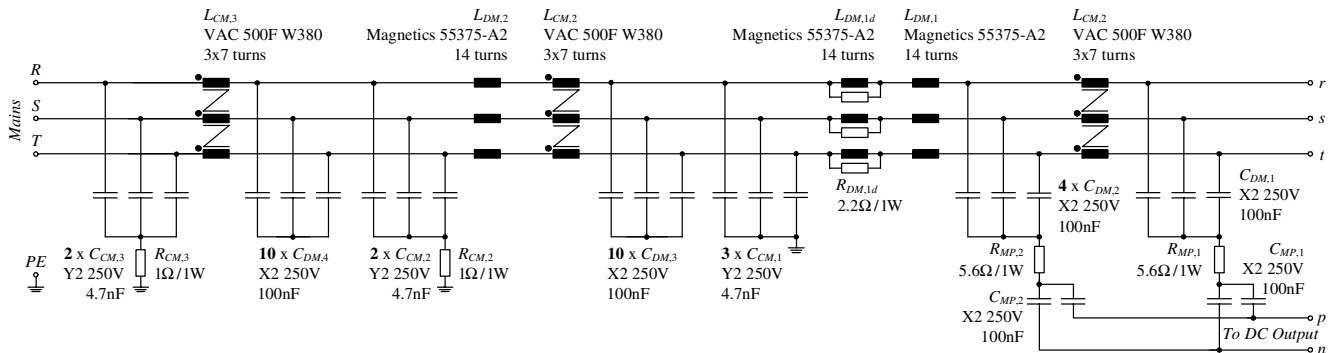 L_CM,3
VAC 500F W380
3x7 turns
L_DM,2
Magnetics 55375-A2
14 turns
L_CM,2
VAC 500F W380
3x7 turns
L_DM,1d
Magnetics 55375-A2
14 turns
L_DM,1
Magnetics 55375-A2
14 turns
L_CM,2
VAC 500F W380
3x7 turns
Mains
R
S
T
r
s
t
R_DM,1d
2.2Ω/1W
4 x C_DM,2
X2 250V
100nF
C_DM,1
X2 250V
100nF
PE
2 x C_CM,3
Y2 250V
4.7nF
R_CM,3
1Ω/1W
10 x C_DM,4
X2 250V
100nF
2 x C_CM,2
Y2 250V
4.7nF
R_CM,2
1Ω/1W
10 x C_DM,3
X2 250V
100nF
3 x C_CM,1
Y2 250V
4.7nF
R_MP,2
5.6Ω/1W
R_MP,1
5.6Ω/1W
C_MP,1
X2 250V
100nF
C_MP,2
X2 250V
100nF
p
To DC Output
n